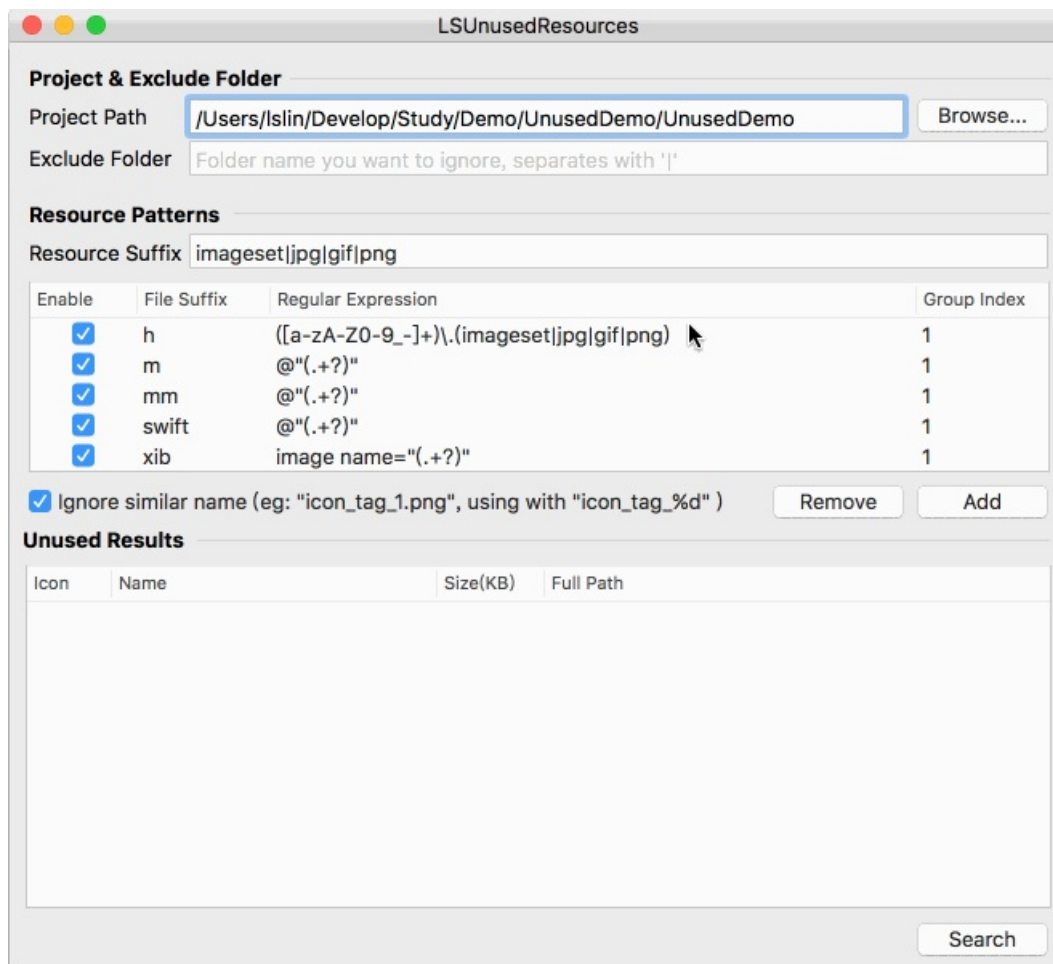 LSUnusedResources
Project & Exclude Folder
Project Path /Users/lslin/Develop/Study/Demo/UnusedDemo/UnusedDemo Browse...
Exclude Folder Folder name you want to ignore, separates with '|'
Resource Patterns
Resource Suffix imageset|jpg|gif|png
Enable File Suffix Regular Expression Group Index
h ([a-zA-Z0-9_-]+)\.(imageset|jpg|gif|png) 1
m @"(.+?)" 1
mm @"(.+?)" 1
swift @"(.+?)" 1
xib image name="(.+?)" 1
Ignore similar name (eg: "icon_tag_1.png", using with "icon_tag_%d" ) Remove Add
Unused Results
Icon Name Size(KB) Full Path
Search